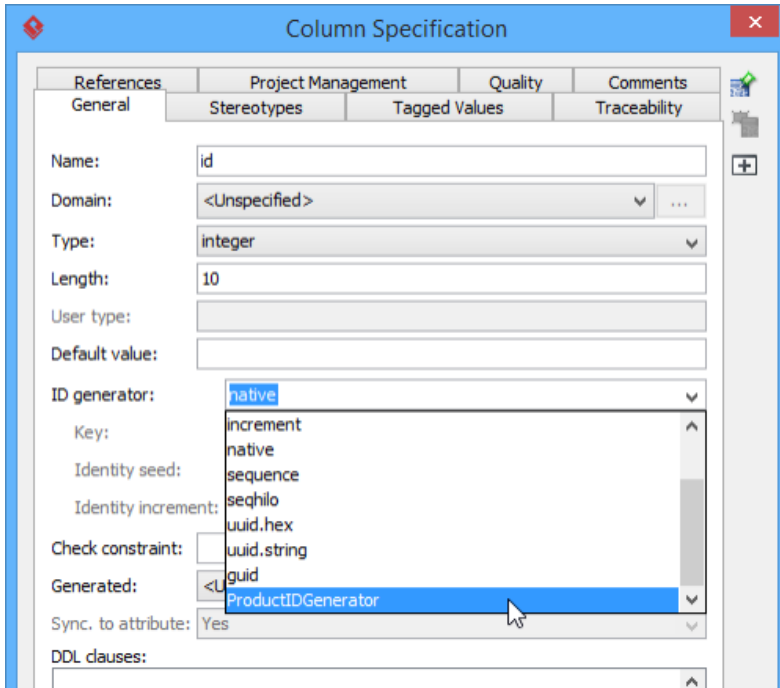 Column Specification
References Project Management Quality Comments
General Stereotypes Tagged Values Traceability
Name: id
Domain: <Unspecified> ...
Type: integer
Length: 10
User type:
Default value:
ID generator: native
Key: increment
native
Identity seed: sequence
seqhilo
Identity increment: uuid.hex
Check constraint: uuid.string
guid
Generated: <U ProductIDGenerator
Sync. to attribute: Yes
DDL clauses: